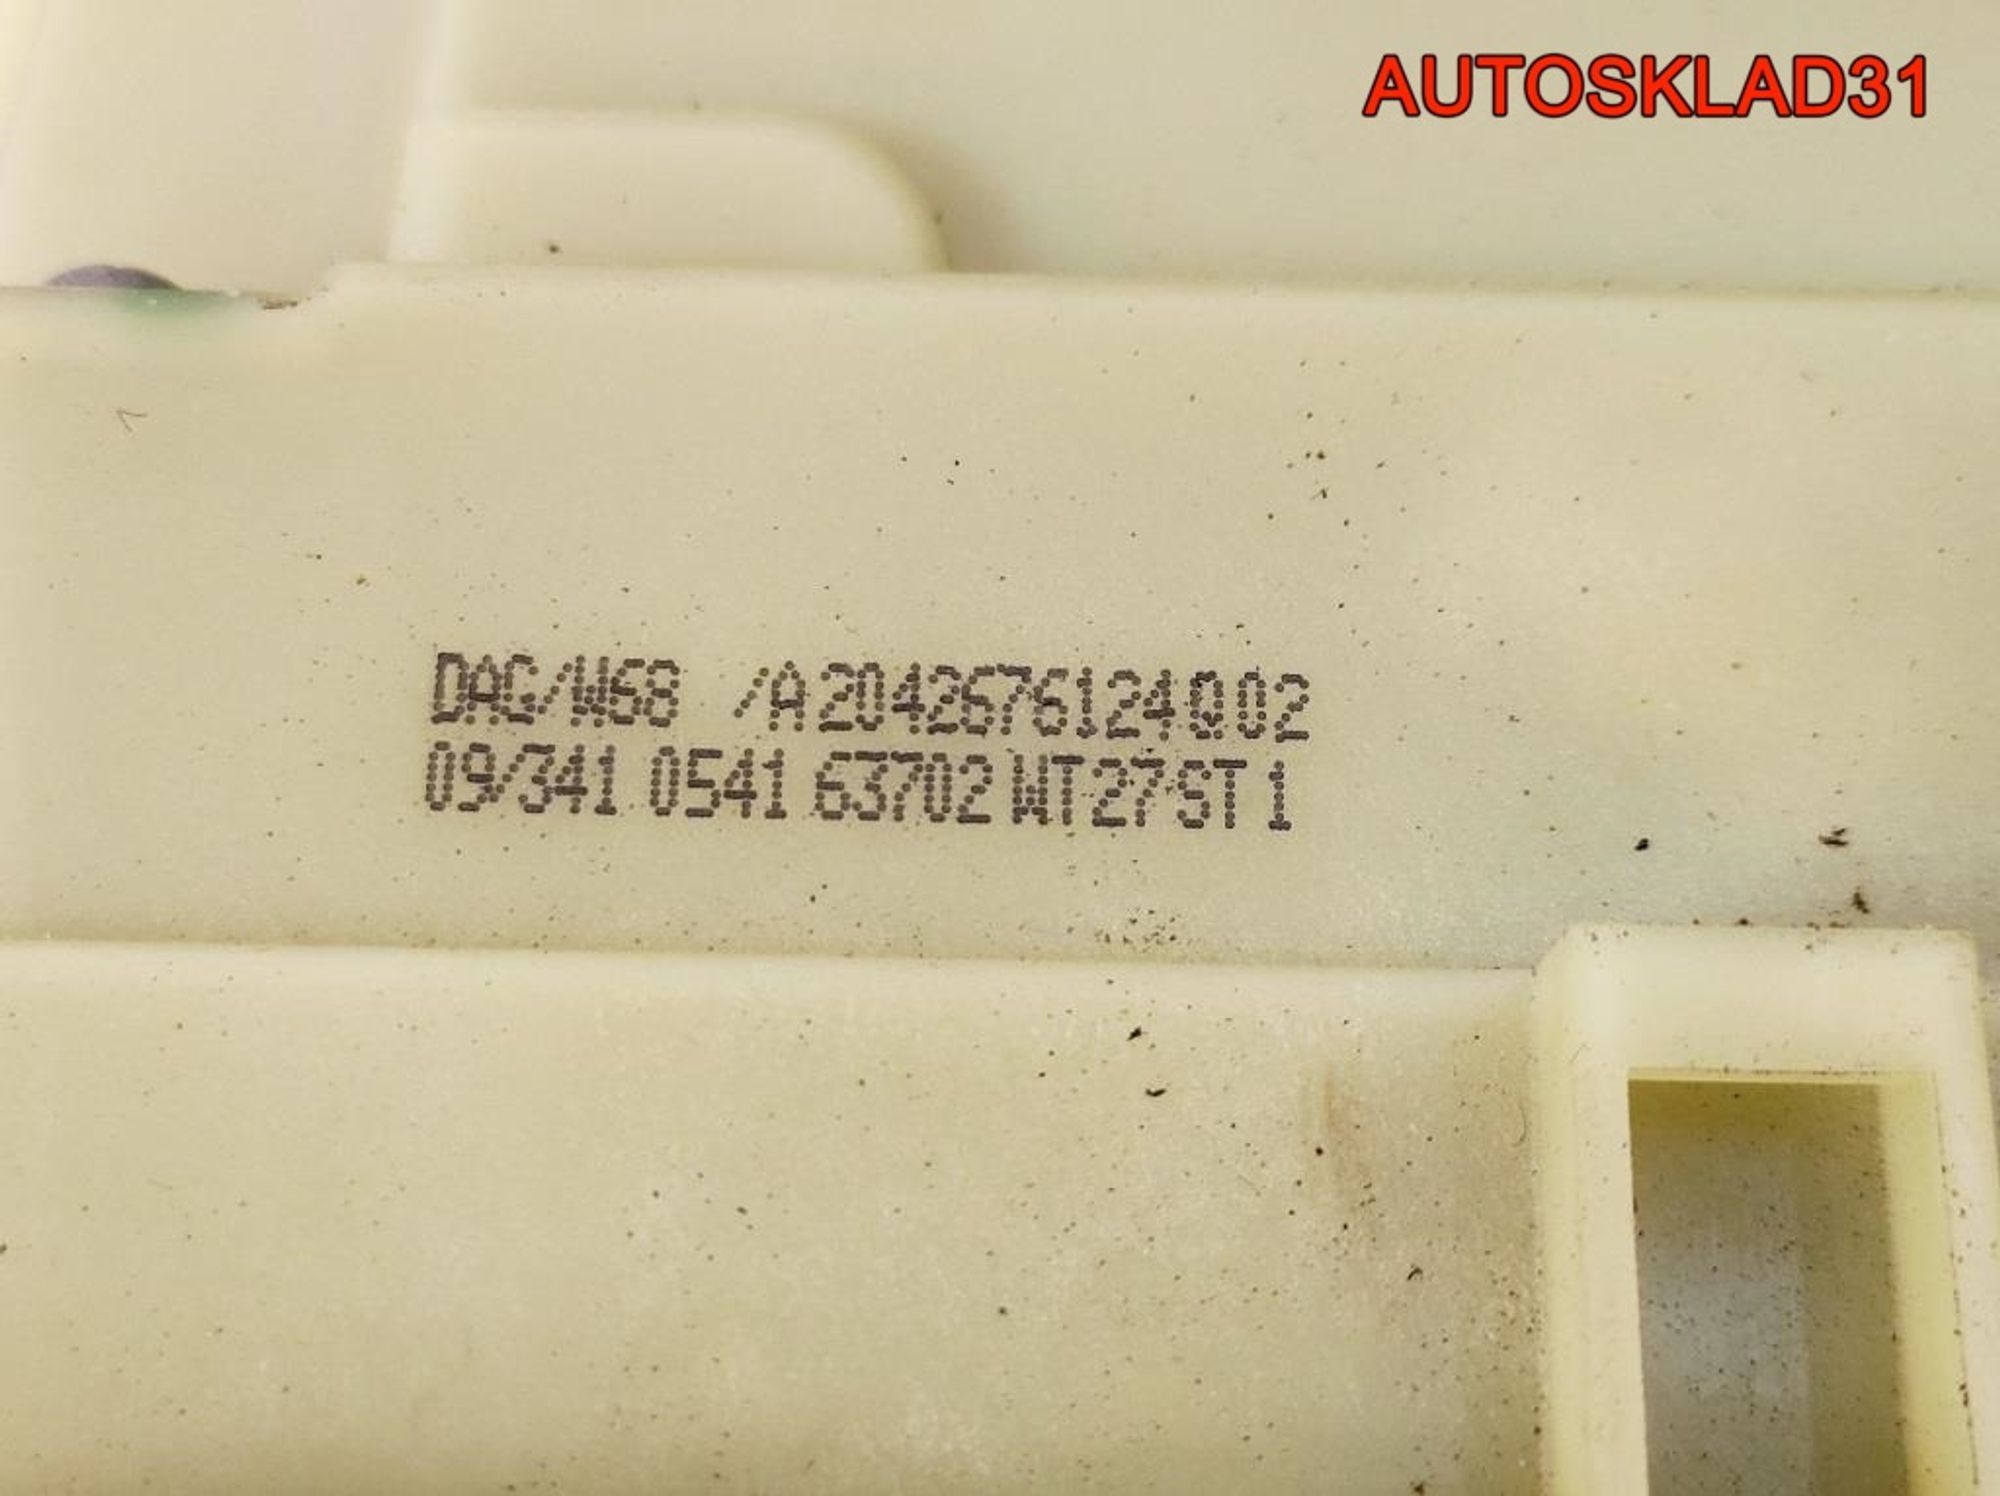 AUTOSKLAD31
DAG/W68 /A2042676124Q02
09/341 0541 63702 WT27ST1